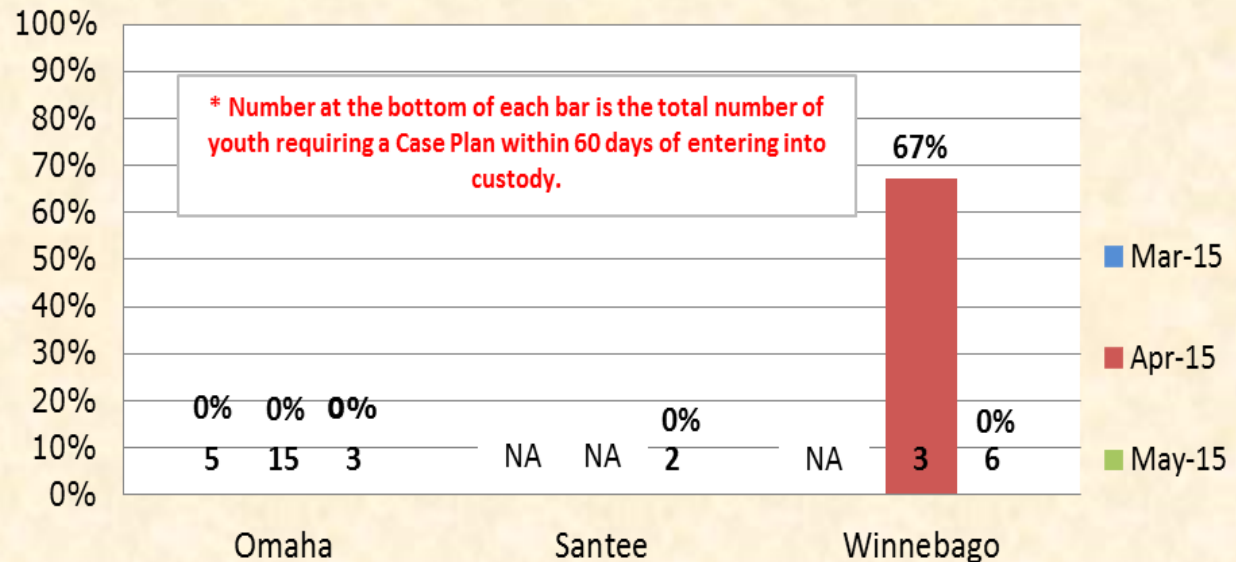 100%
90%
80%
70%
60%
50%
40%
30%
20%
10%
0%
* Number at the bottom of each bar is the total number of
youth requiring a Case Plan within 60 days of entering into
custody.
67%
0% 0% 0% 0% 0%
5 15 3 NA NA 2 NA 3 6
Omaha Santee Winnebago
Mar-15
Apr-15
May-15